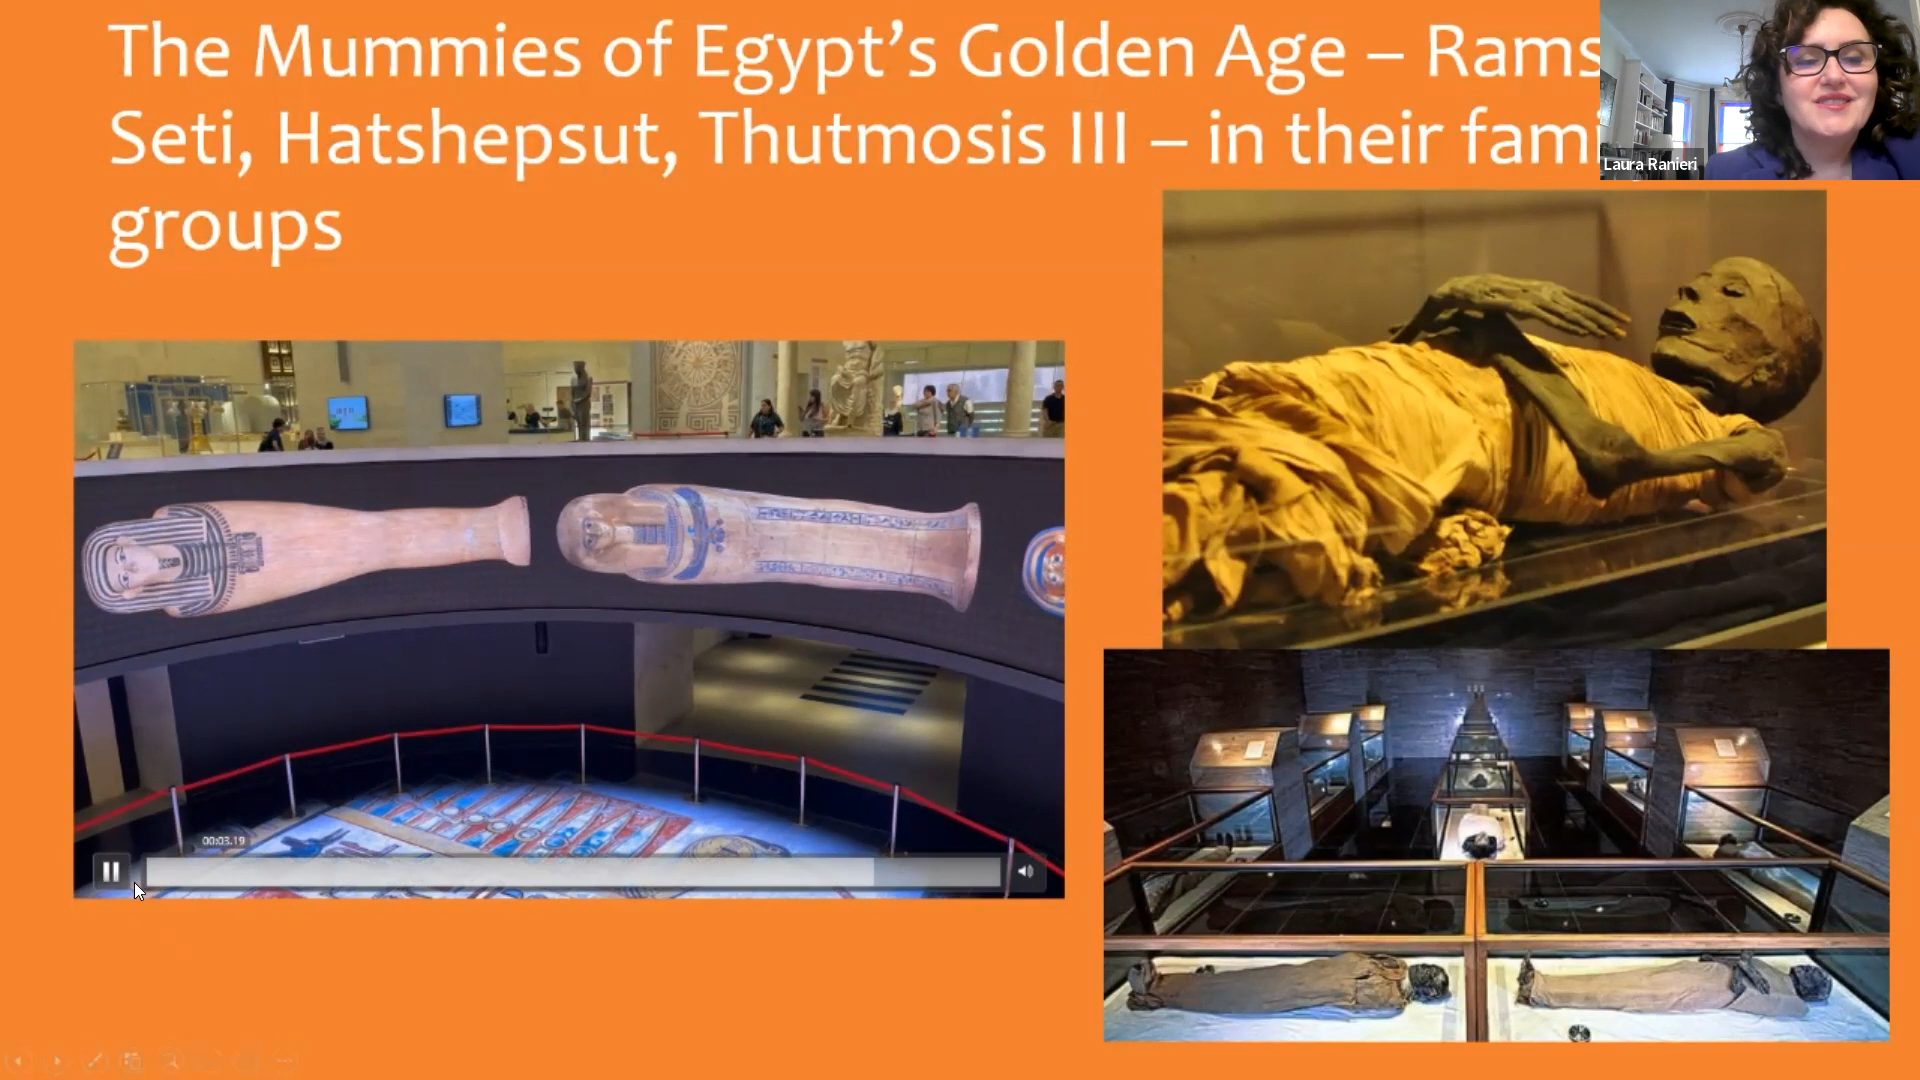 The Mummies of Egypt's Golden Age – Rams
Seti, Hatshepsut, Thutmosis III – in their fami
groups
Laura Ranieri
00:03.19